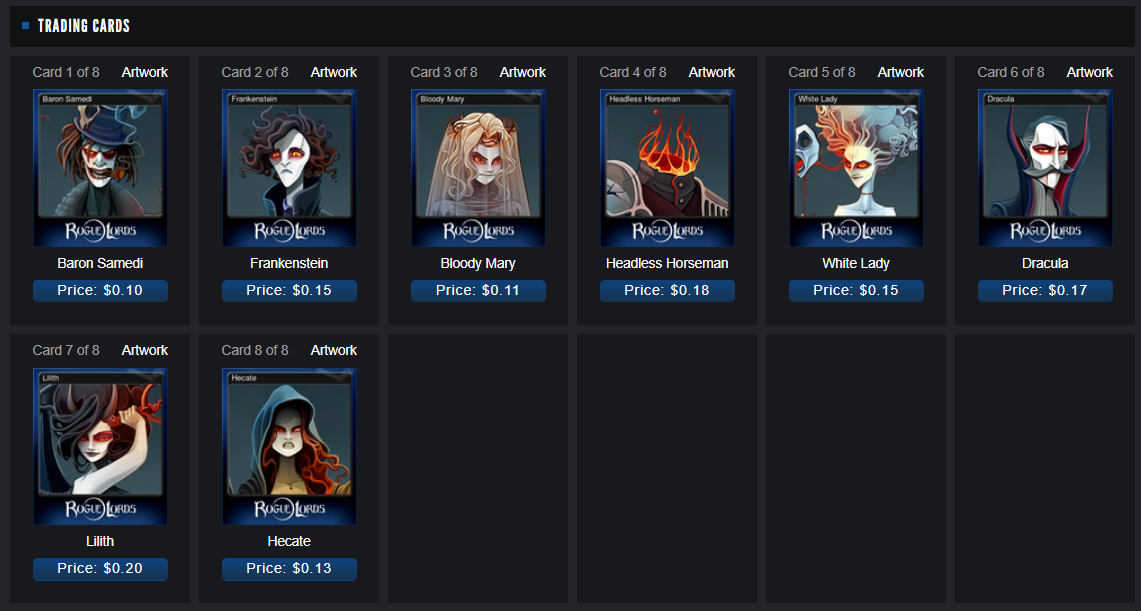 TRADING CARDS
Card 1 of 8 Artwork
Baron Samedi
ROGUE LORDS
Baron Samedi
Price: $0.10
Card 2 of 8 Artwork
Frankenstein
ROGUE LORDS
Frankenstein
Price: $0.15
Card 3 of 8 Artwork
Bloody Mary
ROGUE LORDS
Bloody Mary
Price: $0.11
Card 4 of 8 Artwork
Headless Horseman
ROGUE LORDS
Headless Horseman
Price: $0.18
Card 5 of 8 Artwork
White Lady
ROGUE LORDS
White Lady
Price: $0.15
Card 6 of 8 Artwork
Dracula
ROGUE LORDS
Dracula
Price: $0.17
Card 7 of 8 Artwork
Lilith
ROGUE LORDS
Lilith
Price: $0.20
Card 8 of 8 Artwork
Hecate
ROGUE LORDS
Hecate
Price: $0.13